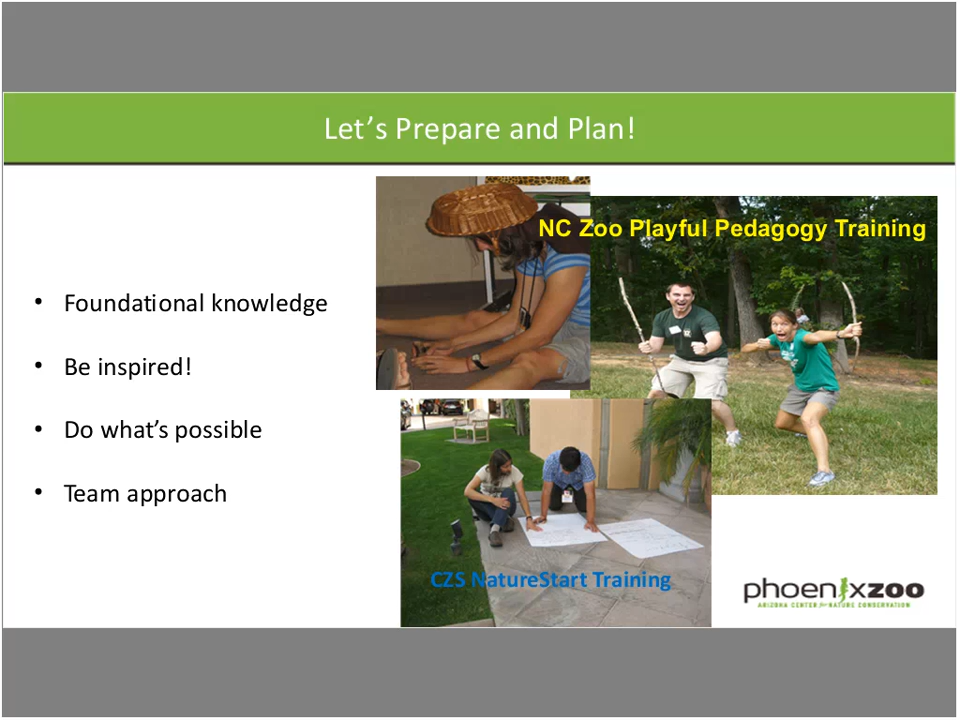 Let’s Prepare and Plan!
NC Zoo Playful Pedagogy Training
• Foundational knowledge
• Be inspired!
• Do what’s possible
• Team approach
CZS NatureStart Training
phoenixzoo
ARIZONA CENTER for NATURE CONSERVATION